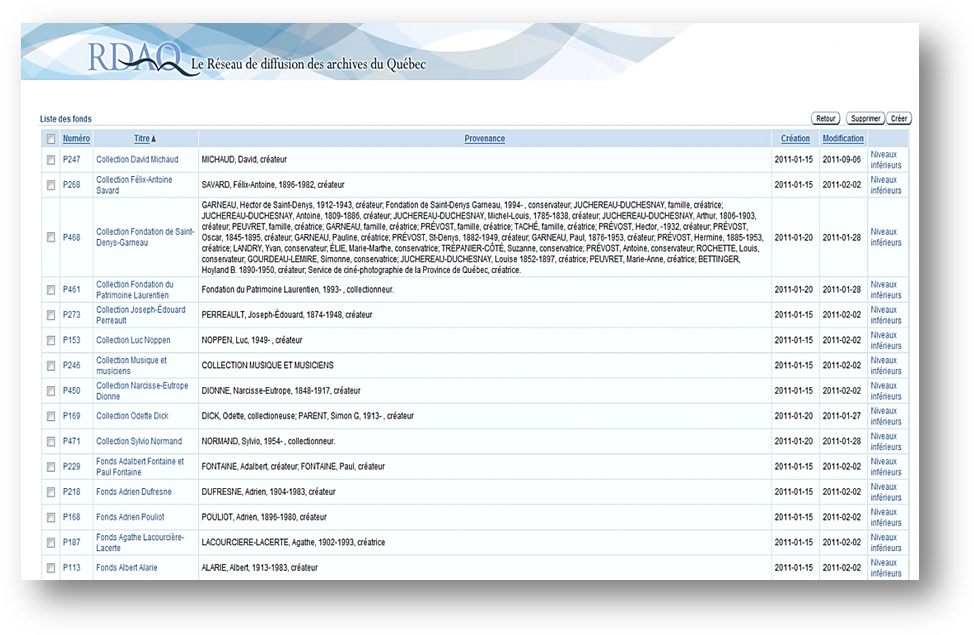 RDAQ Le Réseau de diffusion des archives du Québec
Liste des fonds Retour Supprimer Créer
Numéro Titre Provenance Création Modification
P247 Collection David Michaud MICHAUD, David, créateur 2011-01-15 2011-09-06 Niveaux
inférieurs
P268 Collection Félix-Antoine
Savard SAVARD, Félix-Antoine, 1896-1982, créateur 2011-01-15 2011-02-02 Niveaux
inférieurs
P468 Collection Fondation de Saint-
Denys-Garneau
GARNEAU, Hector de Saint-Denys, 1912-1943, créateur; Fondation de Saint-Denys Garneau, 1994- , conservateur; JUCHEREAU-DUCHESNAY, famille, créatrice;
JUCHEREAU-DUCHESNAY, Antoine, 1809-1886, créateur; JUCHEREAU-DUCHESNAY, Michel-Louis, 1785-1838, créateur; JUCHEREAU-DUCHESNAY, Arthur, 1806-1903,
créateur; PEUVRET, famille, créatrice; GARNEAU, famille, créatrice; PRÉVOST, famille, créatrice; TACHÉ, famille, créatrice; PRÉVOST, Hector, -1932, créateur; PRÉVOST,
Oscar, 1845-1895, créateur; GARNEAU, Pauline, créatrice; PRÉVOST, St-Denys, 1882-1949, créateur; GARNEAU, Paul, 1876-1953, créateur; PRÉVOST, Hermine, 1885-1953,
créatrice; LANDRY, Yvan, conservateur; ÉLIE, Marie-Marthe, conservatrice; TRÉPANIER-CÔTÉ, Suzanne, conservatrice; PRÉVOST, Antoine, conservateur; ROCHETTE, Louis,
conservateur; GOURDEAU-LEMIRE, Simonne, conservatrice; JUCHEREAU-DUCHESNAY, Louise 1852-1897, créatrice; PEUVRET, Marie-Anne, créatrice; BETTINGER,
Hoyland B. 1890-1950, créateur; Service de ciné-photographie de la Province de Québec, créatrice.
2011-01-20 2011-01-28 Niveaux
inférieurs
P461 Collection Fondation du
Patrimoine Laurentien Fondation du Patrimoine Laurentien, 1993- , collectionneur. 2011-01-20 2011-01-28 Niveaux
inférieurs
P273 Collection Joseph-Édouard
Perreault PERREAULT, Joseph-Édouard, 1874-1948, créateur 2011-01-15 2011-02-02 Niveaux
inférieurs
P153 Collection Luc Noppen NOPPEN, Luc, 1949- , créateur 2011-01-15 2011-02-02 Niveaux
inférieurs
P246 Collection Musique et
musiciens COLLECTION MUSIQUE ET MUSICIENS 2011-01-15 2011-02-02 Niveaux
inférieurs
P450 Collection Narcisse-Eutrope
Dionne DIONNE, Narcisse-Eutrope, 1848-1917, créateur 2011-01-15 2011-02-02 Niveaux
inférieurs
P169 Collection Odette Dick DICK, Odette, collectioneuse; PARENT, Simon G, 1913- , créateur 2011-01-20 2011-01-27 Niveaux
inférieurs
P471 Collection Sylvio Normand NORMAND, Sylvio, 1954- , collectionneur. 2011-01-20 2011-01-28 Niveaux
inférieurs
P229 Fonds Adalbert Fontaine et
Paul Fontaine FONTAINE, Adalbert, créateur; FONTAINE, Paul, créateur 2011-01-15 2011-02-02 Niveaux
inférieurs
P218 Fonds Adrien Dufresne DUFRESNE, Adrien, 1904-1983, créateur 2011-01-15 2011-02-02 Niveaux
inférieurs
P168 Fonds Adrien Pouliot POULIOT, Adrien, 1896-1980, créateur 2011-01-15 2011-02-02 Niveaux
inférieurs
P187 Fonds Agathe Lacourcière-
Lacerte LACOURCIERE-LACERTE, Agathe, 1902-1993, créatrice 2011-01-15 2011-02-02 Niveaux
inférieurs
P113 Fonds Albert Alarie ALARIE, Albert, 1913-1983, créateur 2011-01-15 2011-02-02 Niveaux
inférieurs